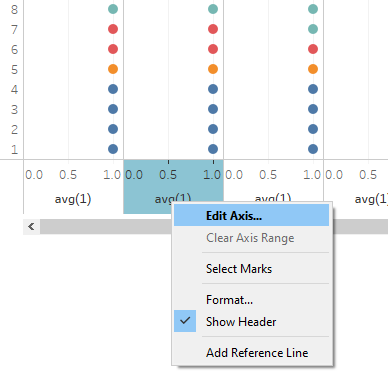 8
7
6
5
4
3
2
1
0.0 0.5 1.0 0.0 0.5 1.0 0.0 0.5 1.0 0.0 0.5
avg(1) avg(1) avg(1) avg(1)
Edit Axis...
Clear Axis Range
Select Marks
Format...
Show Header
Add Reference Line